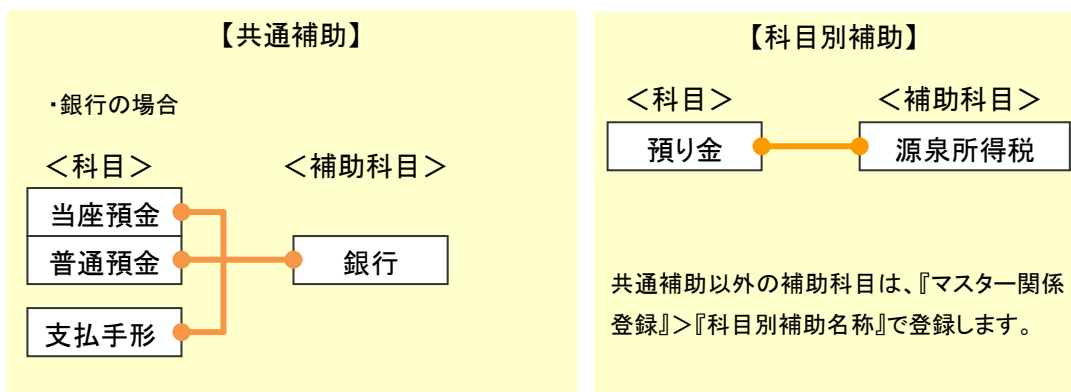 【共通補助】
・銀行の場合
＜科目＞ ＜補助科目＞
当座預金
普通預金 銀行
支払手形
【科目別補助】
＜科目＞ ＜補助科目＞
預り金 源泉所得税
共通補助以外の補助科目は、『マスター関係
登録』＞『科目別補助名称』で登録します。